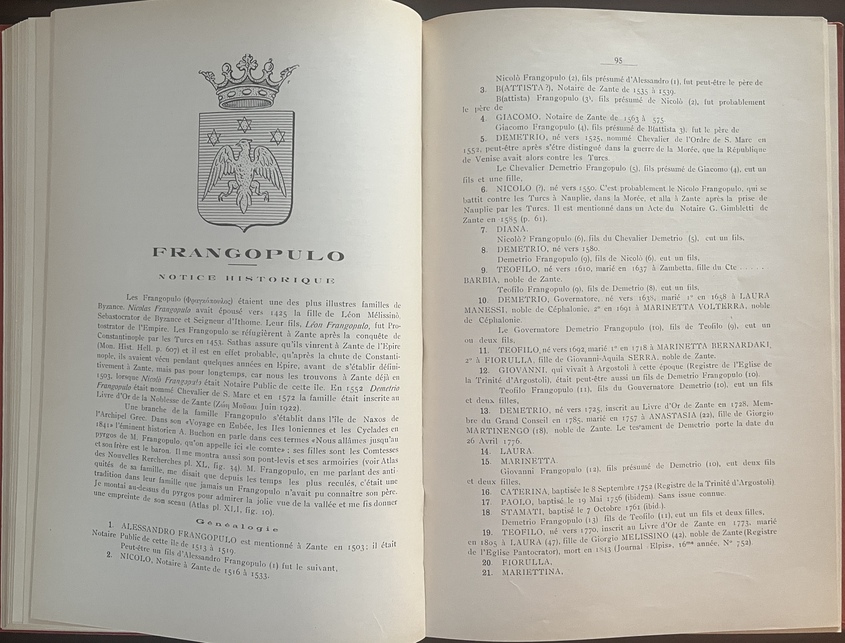 FRANGOPULO
NOTICE HISTORIQUE
Les Frangopulo (Φραγκόπουλος) étaient une des plus illustres familles de
Byzance. Nicolas Frangopulo avait épousé vers 1425 la fille de Léon Mélissinò,
Sébastocrator de Byzance et Seigneur d'Ithome. Leur fils, Léon Frangopulo, fut Pro-
tostrator de l'Empire. Les Frangopulo se réfugièrent à Zante après la conquête de
Constantinople par les Turcs en 1453. Sathas assure qu'ils vinrent à Zante de l'Epire
(Mon. Hist. Hell. p. 607) et il est en effet probable, qu'après la chute de Constanti-
nople, ils avaient vécu pendant quelques années en Epire, avant de s'établir défini-
tivement à Zante, mais pas pour longtemps, car nous les trouvons à Zante déjà en
1503, lorsque Nicolò Frangopulo était Notaire Public de cette île. En 1552 Demetrio
Frangopulo était nommé Chevalier de S. Marc et en 1572 la famille était inscrite au
Livre d'Or de la Noblesse de Zante (Ζώη Μοῦσαι Juin 1922).
Une branche de la famille Frangopulo s'établit dans l'île de Naxos de
l'Archipel Grec. Dans son «Voyage en Eubée, les Iles Ioniennes et les Cyclades en
1841» l'éminent historien A. Buchon en parle dans ces termes «Nous allâmes jusqu'au
pyrgos de M. Frangopulo, qu'on appelle ici «le comte» ; ses filles sont les Comtesses
et son frère est le baron. Il me montra aussi son pont-levis et ses armoiries (voir Atlas
des Nouvelles Recherches pl. XL, fig. 34). M. Frangopulo, en me parlant des anti-
quités de sa famille, me disait que depuis les temps les plus reculés, c'était une
tradition dans leur famille que jamais un Frangopulo n'avait pu connaître son père.
Je montai au-dessus du pyrgos pour admirer la jolie vue de la vallée et me fis donner
une empreinte de son sceau (Atlas pl. XLI, fig. 10).
Généalogie
1. ALESSANDRO FRANGOPULO est mentionné à Zante en 1503; il était
Notaire Public de cette île de 1513 à 1519.
Peut-être un fils d'Alessandro Frangopulo (1) fut le suivant,
2. NICOLO, Notaire à Zante de 1516 à 1533.
95
Nicolò Frangopulo (2), fils présumé d'Alessandro (1), fut peut-être le père de
3. B(ATTISTA ?), Notaire de Zante de 1535 à 1539.
B(attista) Frangopulo (3), fils présumé de Nicolò (2), fut probablement
le père de
4. GIACOMO, Notaire de Zante de 1563 à 575
Giacomo Frangopulo (4), fils présumé de B(attista 3), fut le père de
5. DEMETRIO, né vers 1525, nommé Chevalier de l'Ordre de S. Marc en
1552, peut-être après s'être distingué dans la guerre de la Morée, que la République
de Venise avait alors contre les Turcs.
Le Chevalier Demetrio Frangopulo (5), fils présumé de Giacomo (4), eut un
fils et une fille,
6. NICOLO (?), né vers 1550. C'est probablement le Nicolo Frangopulo, qui se
battit contre les Turcs à Nauplie, dans la Morée, et alla à Zante après la prise de
Nauplie par les Turcs. Il est mentionné dans un Acte du Notaire G. Gimbletti de
Zante en 1585 (p. 61).
7. DIANA.
Nicolò? Frangopulo (6), fils du Chevalier Demetrio (5), eut un fils,
8. DEMETRIO, né vers 1580.
Demetrio Frangopulo (9), fils de Nicolò (6), eut un fils,
9. TEOFILO, né vers 1610, marié en 1637 à Zambetta, fille du Cte ......
BARBIA, noble de Zante.
Teofilo Frangopulo (9), fils de Demetrio (8), eut un fils,
10. DEMETRIO, Governatore, né vers 1638, marié 1º en 1658 à LAURA
MANESSI, noble de Céphalonie, 2º en 1691 à MARINETTA VOLTERRA, noble
de Céphalonie.
Le Governatore Demetrio Frangopulo (10), fils de Teofilo (9), eut un
ou deux fils,
11. TEOFILO, né vers 1692, marié 1º en 1718 à MARINETTA BERNARDAKI,
2º à FIORULLA, fille de Giovanni-Aquila SERRA, noble de Zante.
12. GIOVANNI, qui vivait à Argostoli à cette époque (Registre de l'Eglise de
la Trinité d'Argostoli), était peut-être aussi un fils de Demetrio Frangopulo (10).
Teofilo Frangopulo (11), fils du Gouvernatore Demetrio (10), eut un fils
et deux filles,
13. DEMETRIO, né vers 1725, inscrit au Livre d'Or de Zante en 1728, Mem-
bre du Grand Conseil en 1785, marié en 1757 à ANASTASIA (22), fille de Giorgio
MARTINENGO (18), noble de Zante. Le testament de Demetrio porte la date du
26 Avril 1776.
14. LAURA.
15. MARINETTA.
Giovanni Frangopulo (12), fils présumé de Demetrio (10), eut deux fils
et deux filles,
16. CATERINA, baptisée le 8 Septembre 1752 (Registre de la Trinité d'Argostoli)
17. PAOLO, baptisé le 19 Mai 1756 (ibidem). Sans issue connue.
18. STAMATI, baptisé le 7 Octobre 1761 (ibid.).
Demetrio Frangopulo (13) fils de Teofilo (11), eut un fils et deux filles,
19. TEOFILO, né vers 1770, inscrit au Livre d'Or de Zante en 1773, marié
en 1805 à LAURA (47), fille de Giorgio MELISSINO (42), noble de Zante (Registre
de l'Eglise Pantocrator), mort en 1843 (Journal «Elpis», 16me année, Nº 752).
20. FIORULLA,
21. MARIETTINA,